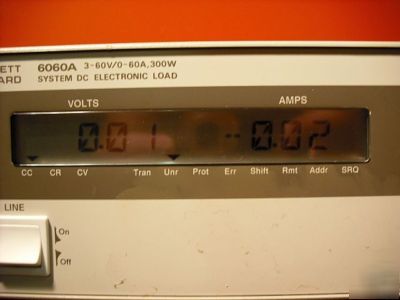 ETT 6060A 3-60V/0-60A,300W
ARD SYSTEM DC ELECTRONIC LOAD
VOLTS AMPS
0.01 -0.02
CC CR CV Tran Unr Prot Err Shift Rmt Addr SRQ
LINE
On
Off